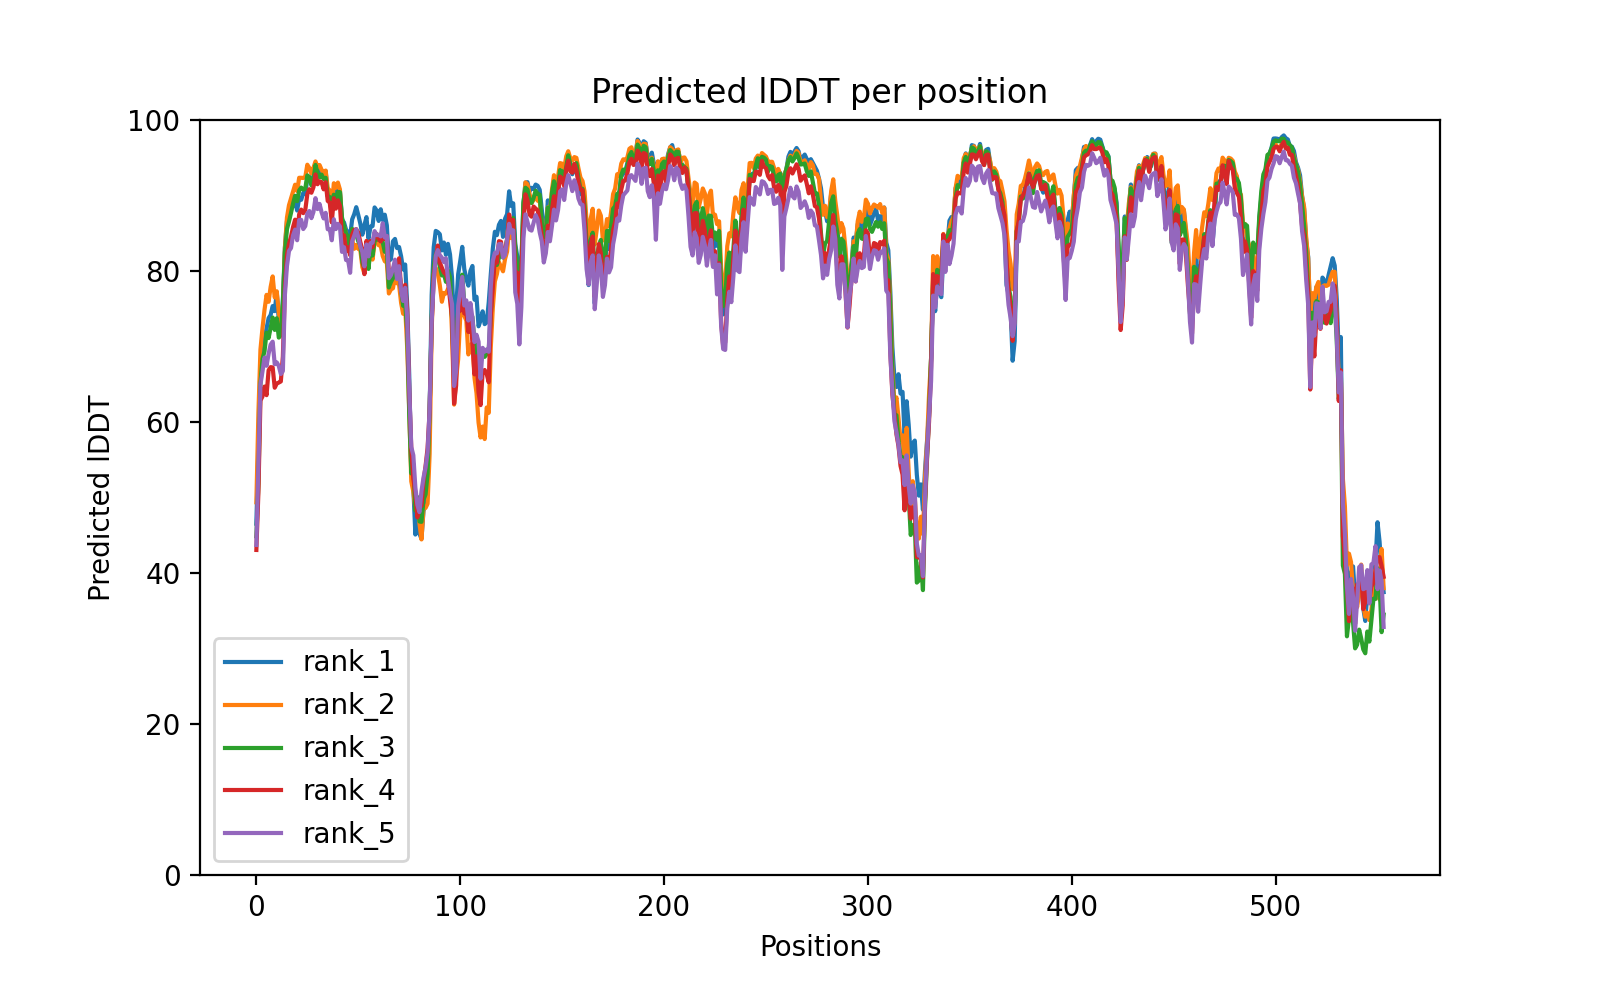 Predicted lDDT per position
100
80
60
40
20
0
Predicted lDDT
rank_1
rank_2
rank_3
rank_4
rank_5
0 100 200 300 400 500
Positions